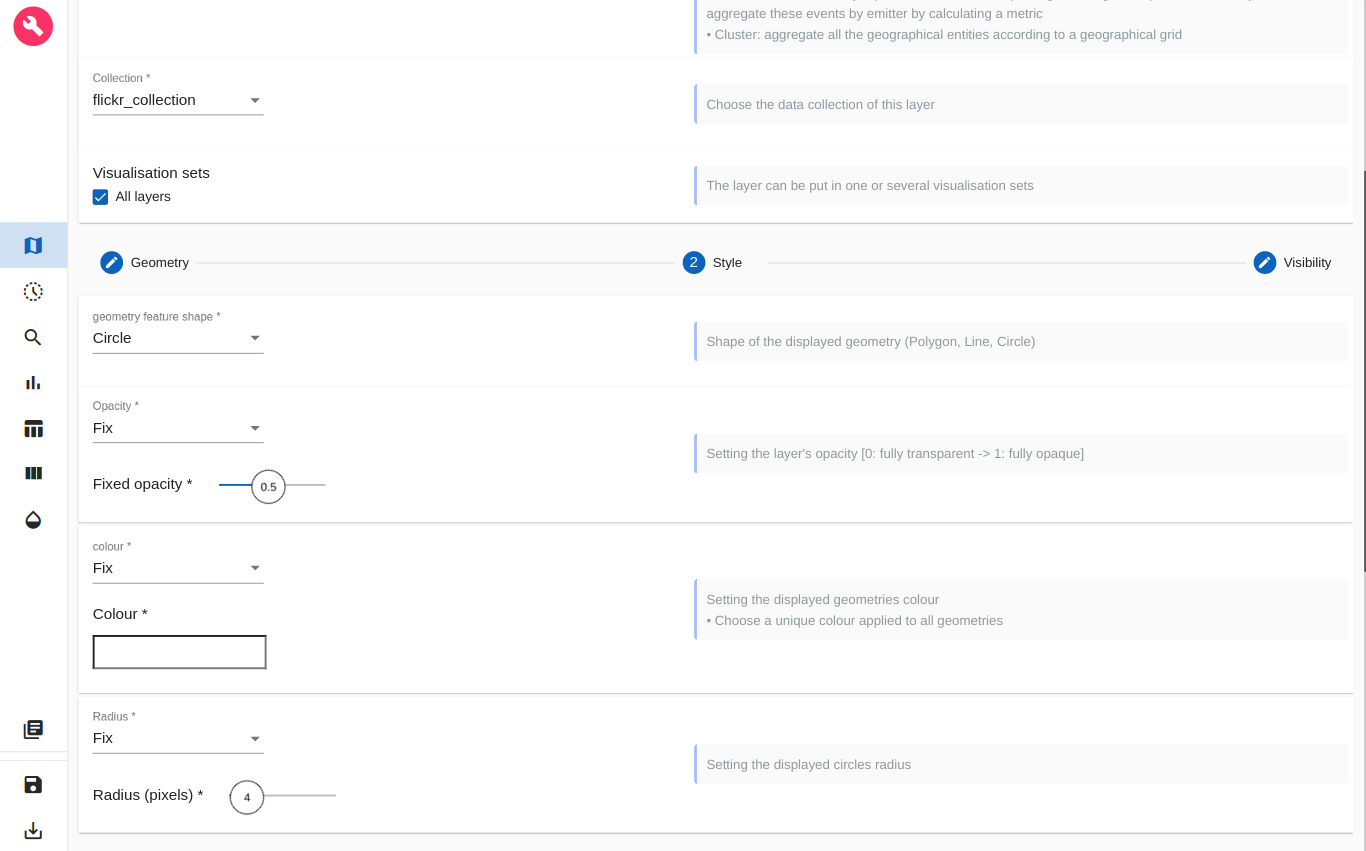 aggregate these events by emitter by calculating a metric
• Cluster: aggregate all the geographical entities according to a geographical grid
Collection *
flickr_collection
Choose the data collection of this layer
Visualisation sets
All layers
The layer can be put in one or several visualisation sets
Geometry
2
Style
Visibility
geometry feature shape *
Circle
Shape of the displayed geometry (Polygon, Line, Circle)
Opacity *
Fix
Setting the layer's opacity [0: fully transparent -> 1: fully opaque]
Fixed opacity *
0.5
colour *
Fix
Setting the displayed geometries colour
• Choose a unique colour applied to all geometries
Colour *
Radius *
Fix
Setting the displayed circles radius
Radius (pixels) *
4